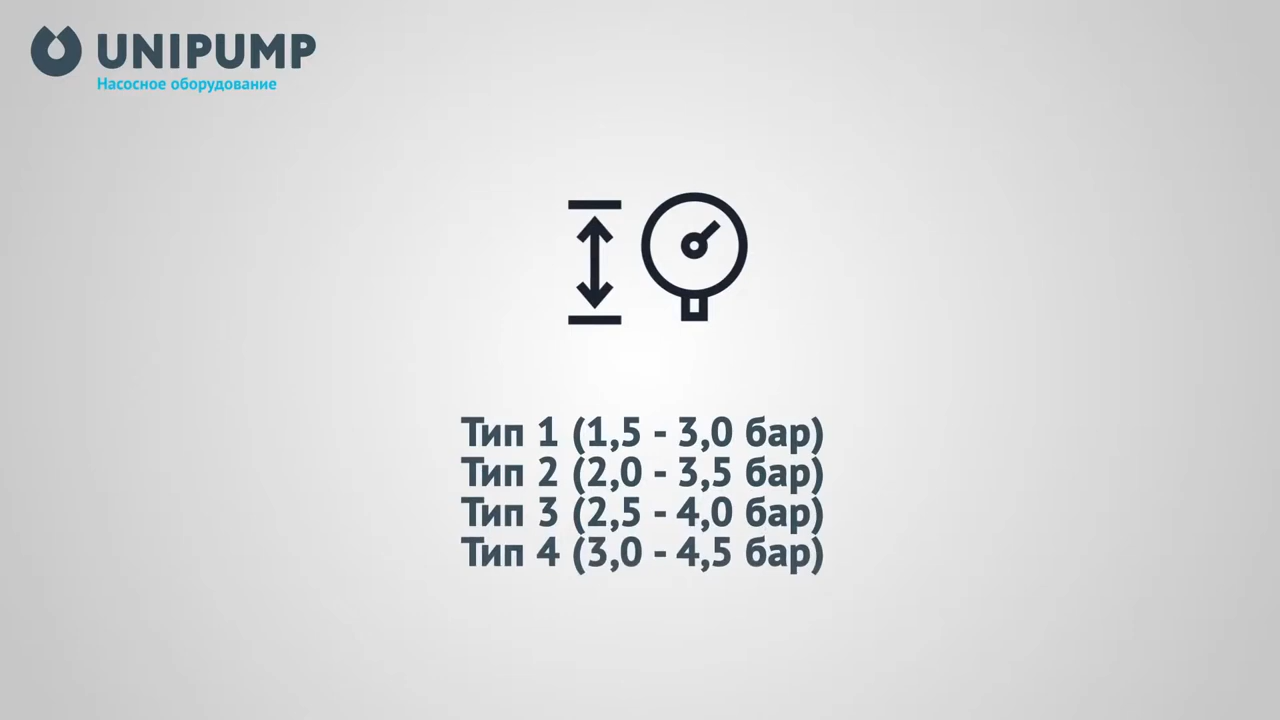 UNIPUMP
Насосное оборудование
Тип 1 (1,5 - 3,0 бар)
Тип 2 (2,0 - 3,5 бар)
Тип 3 (2,5 - 4,0 бар)
Тип 4 (3,0 - 4,5 бар)